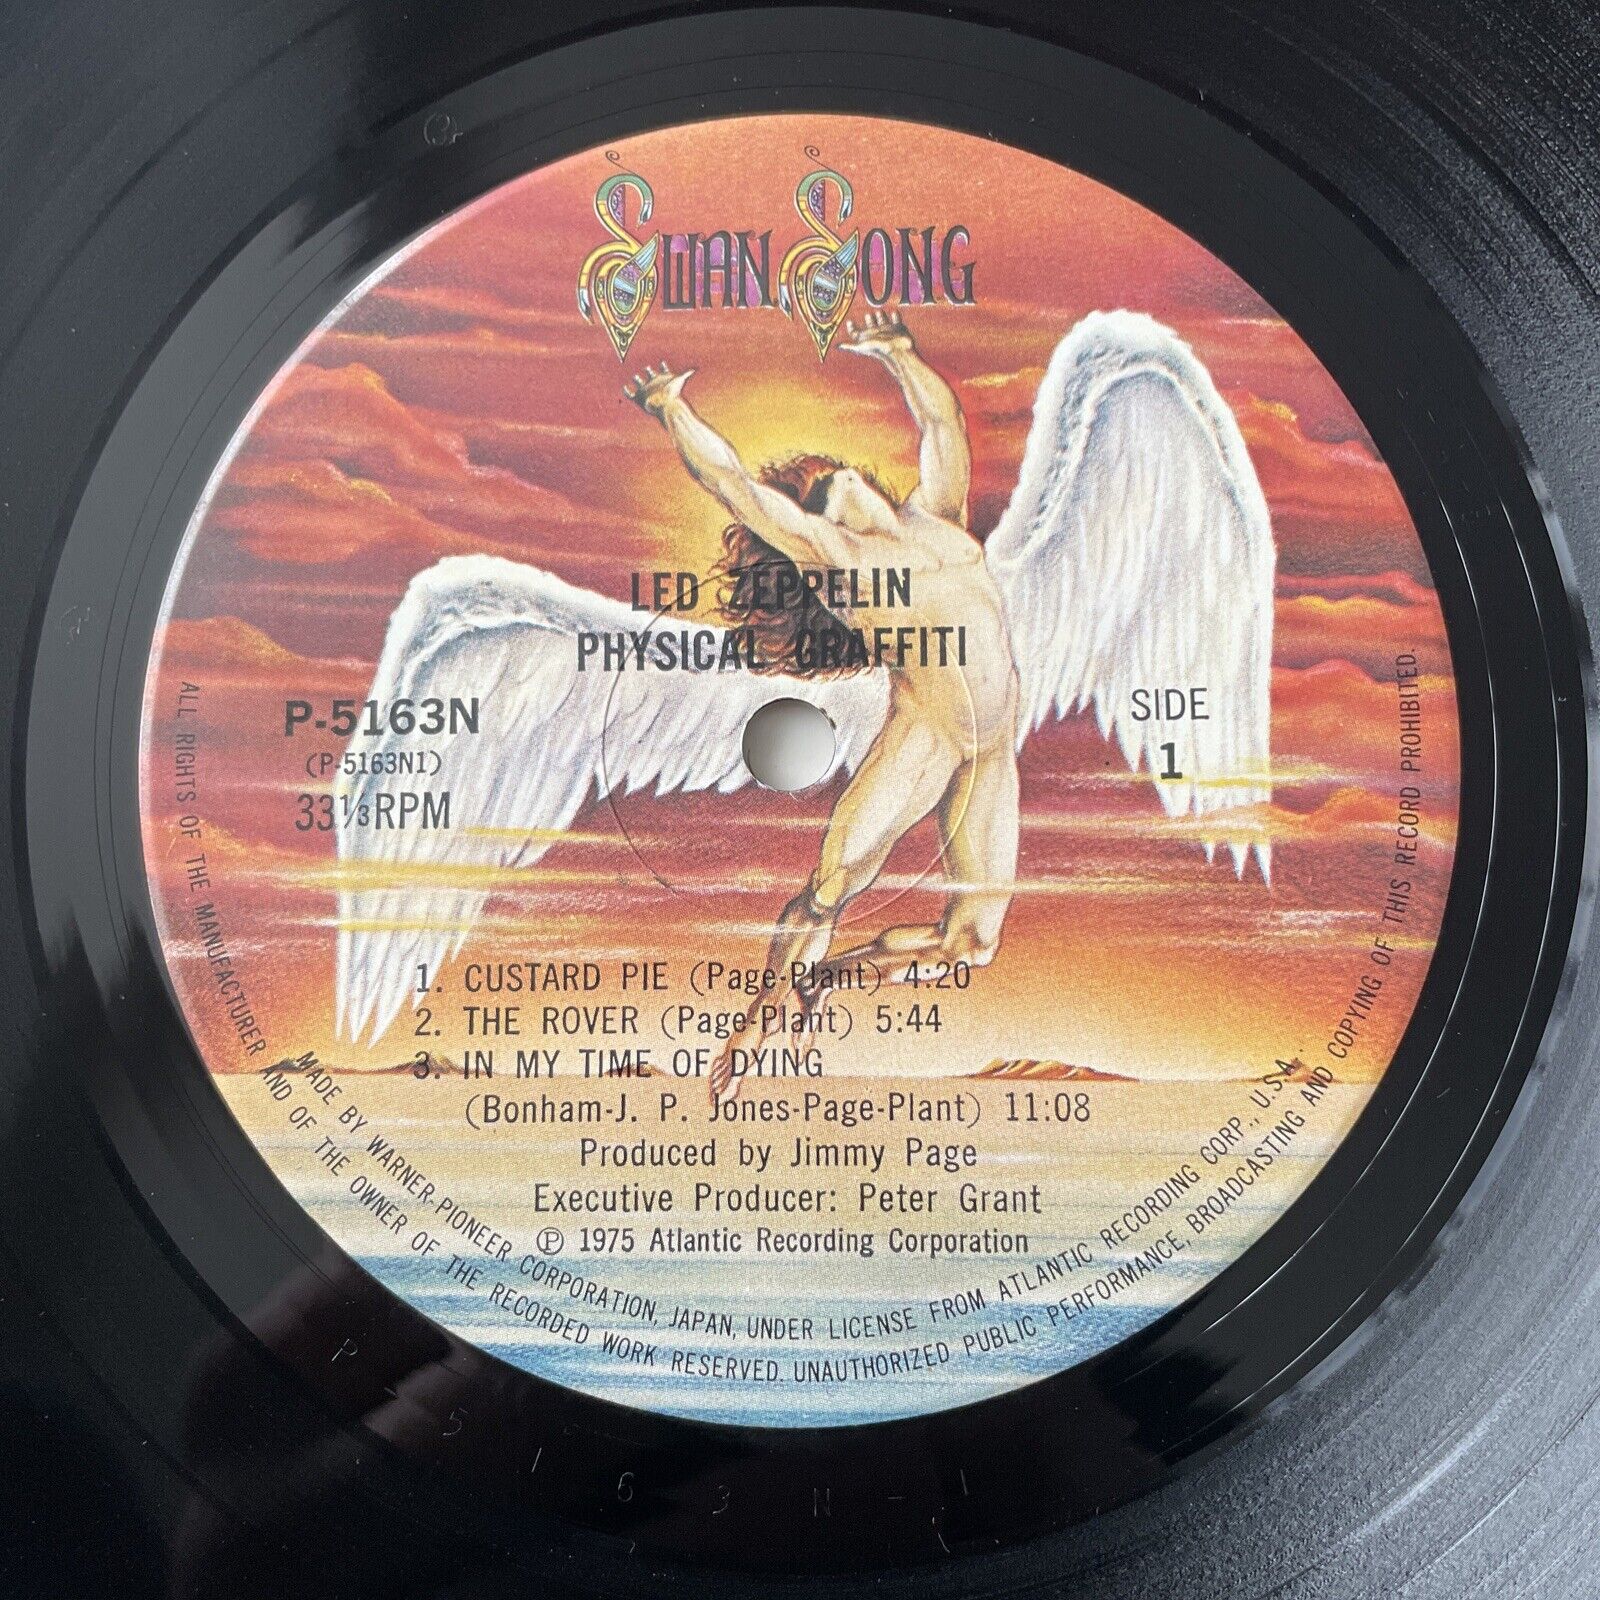 SWAN SONG
LED ZEPPELIN
PHYSICAL GRAFFITI
P-5163N
(P-5163N1)
33 1/3 RPM
SIDE
1
1. CUSTARD PIE (Page-Plant) 4:20
2. THE ROVER (Page-Plant) 5:44
3. IN MY TIME OF DYING
(Bonham-J. P. Jones-Page-Plant) 11:08
Produced by Jimmy Page
Executive Producer: Peter Grant
℗ 1975 Atlantic Recording Corporation
MADE BY WARNER-PIONEER CORPORATION, JAPAN, UNDER LICENSE FROM ATLANTIC RECORDING CORP., U.S.A.
ALL RIGHTS OF THE MANUFACTURER AND OF THE OWNER OF THE RECORDED WORK RESERVED. UNAUTHORIZED PUBLIC PERFORMANCE, BROADCASTING AND COPYING OF THIS RECORD PROHIBITED.
P-5163N-1